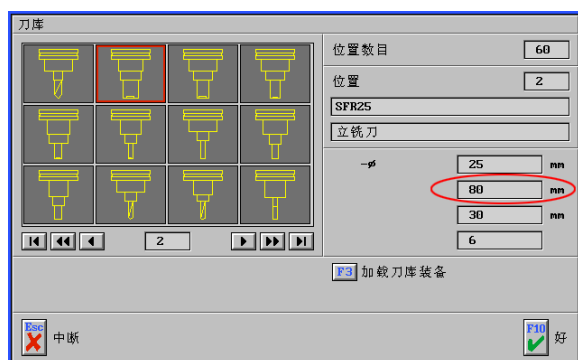 刀库
位置数目 60
位置 2
SFR25
立铣刀
-ø 25 mm
80 mm
30 mm
6
2
F3 加载刀库装备
Esc 中断
F10 好